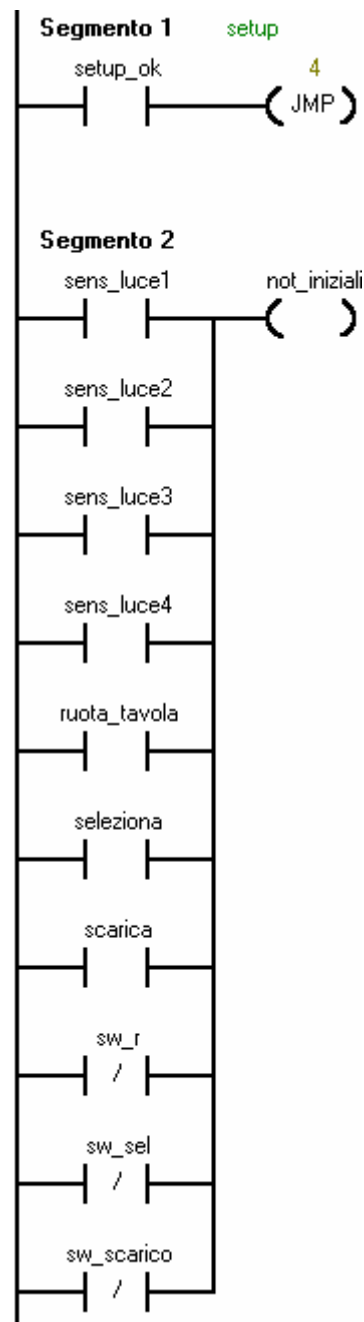 Segmento 1 setup
setup_ok 4
JMP
Segmento 2
sens_luce1 not_iniziali
sens_luce2
sens_luce3
sens_luce4
ruota_tavola
seleziona
scarica
sw_r
/
sw_sel
/
sw_scarico
/